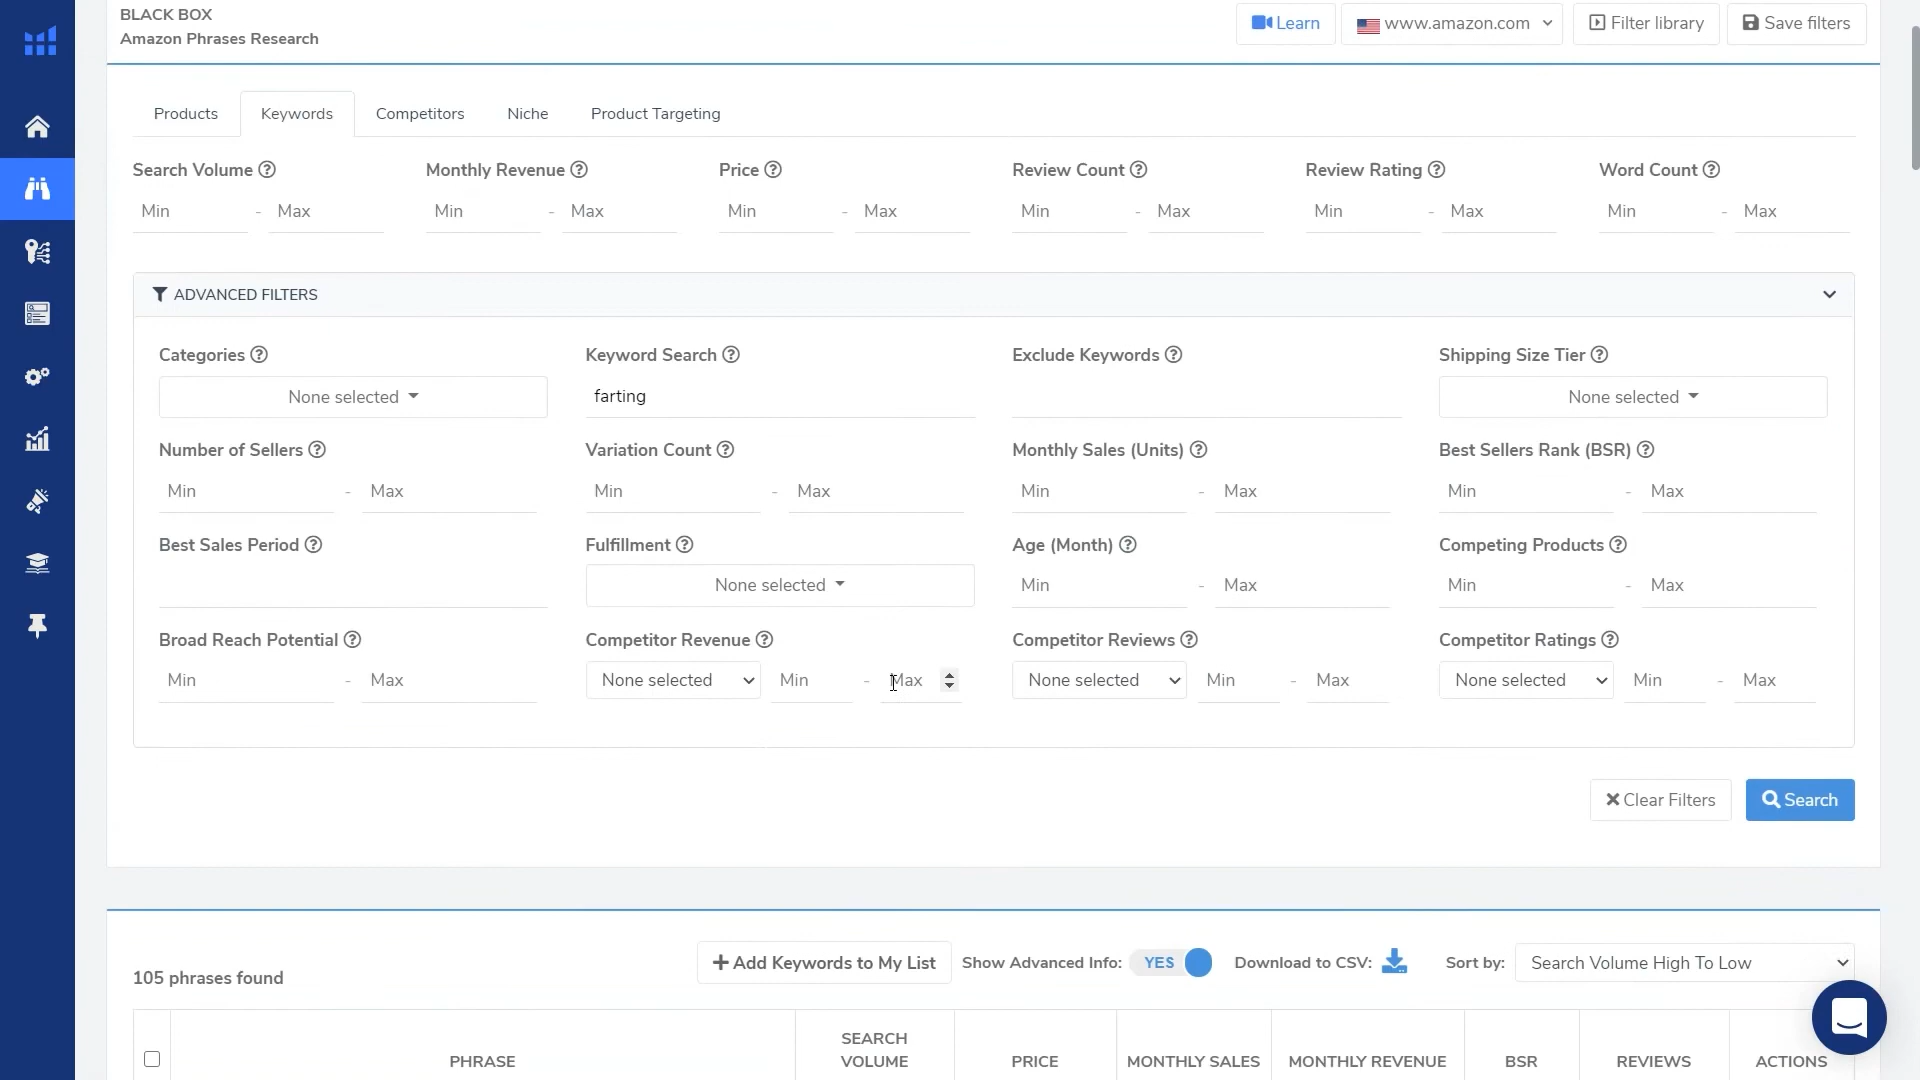 BLACK BOX
Amazon Phrases Research
Learn
www.amazon.com
Filter library
Save filters
Products Keywords Competitors Niche Product Targeting
Search Volume Monthly Revenue Price Review Count Review Rating Word Count
Min - Max Min - Max Min - Max Min - Max Min - Max Min - Max
ADVANCED FILTERS
Categories Keyword Search Exclude Keywords Shipping Size Tier
None selected farting None selected
Number of Sellers Variation Count Monthly Sales (Units) Best Sellers Rank (BSR)
Min - Max Min - Max Min - Max Min - Max
Best Sales Period Fulfillment Age (Month) Competing Products
None selected Min - Max Min - Max
Broad Reach Potential Competitor Revenue Competitor Reviews Competitor Ratings
Min - Max None selected Min - Max None selected Min - Max None selected Min - Max
Clear Filters Search
105 phrases found
Add Keywords to My List Show Advanced Info: YES Download to CSV: Sort by: Search Volume High To Low
PHRASE SEARCH VOLUME PRICE MONTHLY SALES MONTHLY REVENUE BSR REVIEWS ACTIONS